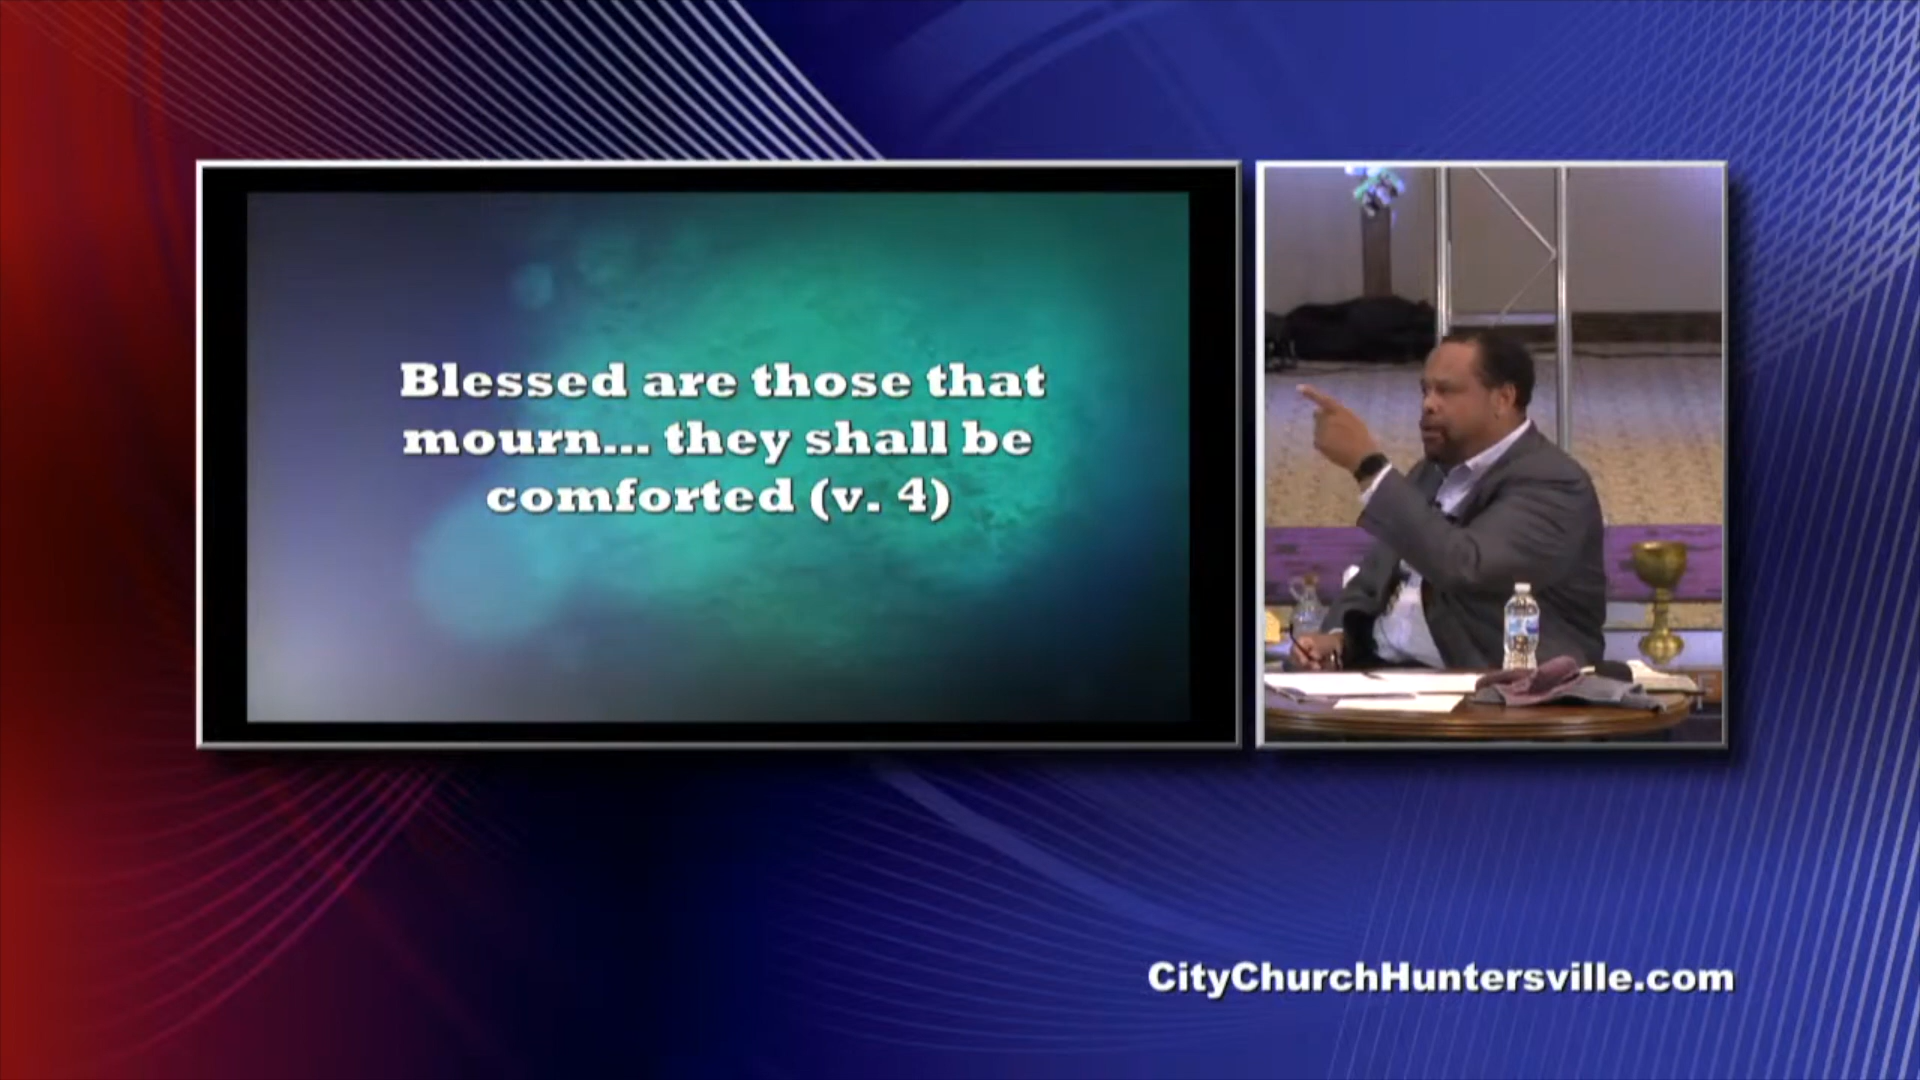 Blessed are those that
mourn... they shall be
comforted (v. 4)
CityChurchHuntersville.com